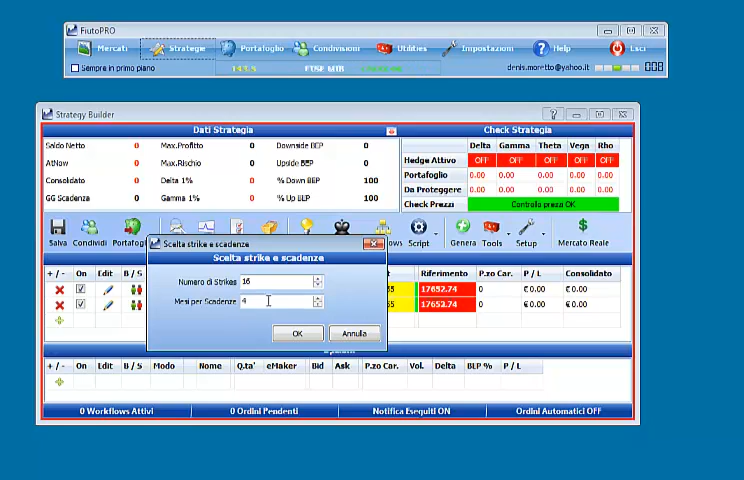 FiutoPRO
Mercati Strategie Portafoglio Condivisioni Utilities Impostazioni Help Esci
Sempre in primo piano FTSE MIB denis.moretto@yahoo.it 008
Strategy Builder
Dati Strategia Check Strategia
Saldo Netto 0 Max.Profitto 0 Downside BEP 0 Delta Gamma Theta Vega Rho
AtNow 0 Max.Rischio 0 Upside BEP 0 Hedge Attivo OFF OFF OFF OFF OFF
Consolidato 0 Delta 1% 0 % Down BEP 100 Portafoglio 0.00 0.00 0.00 0.00 0.00
GG Scadenza 0 Gamma 1% 0 % Up BEP 100 Da Proteggere 0.00 0.00 0.00 0.00 0.00
Check Prezzi Controllo prezzi OK
Salva Condividi Portafogl ows Script Genera Tools Setup Mercato Reale
Scelta strike e scadenze
Scelta strike e scadenze
Numero di Strikes 16
Mesi per Scadenze 4
OK Annulla
+ / - On Edit B / S Riferimento P.zo Car. P / L Consolidato
17652.74 0 € 0.00 € 0.00
17652.74 0 € 0.00 € 0.00
+ / - On Edit B / S Modo Nome Q.ta' eMaker Bid Ask P.zo Car. Vol. Delta BEP % P / L
0 Workflows Attivi 0 Ordini Pendenti Notifica Eseguiti ON Ordini Automatici OFF